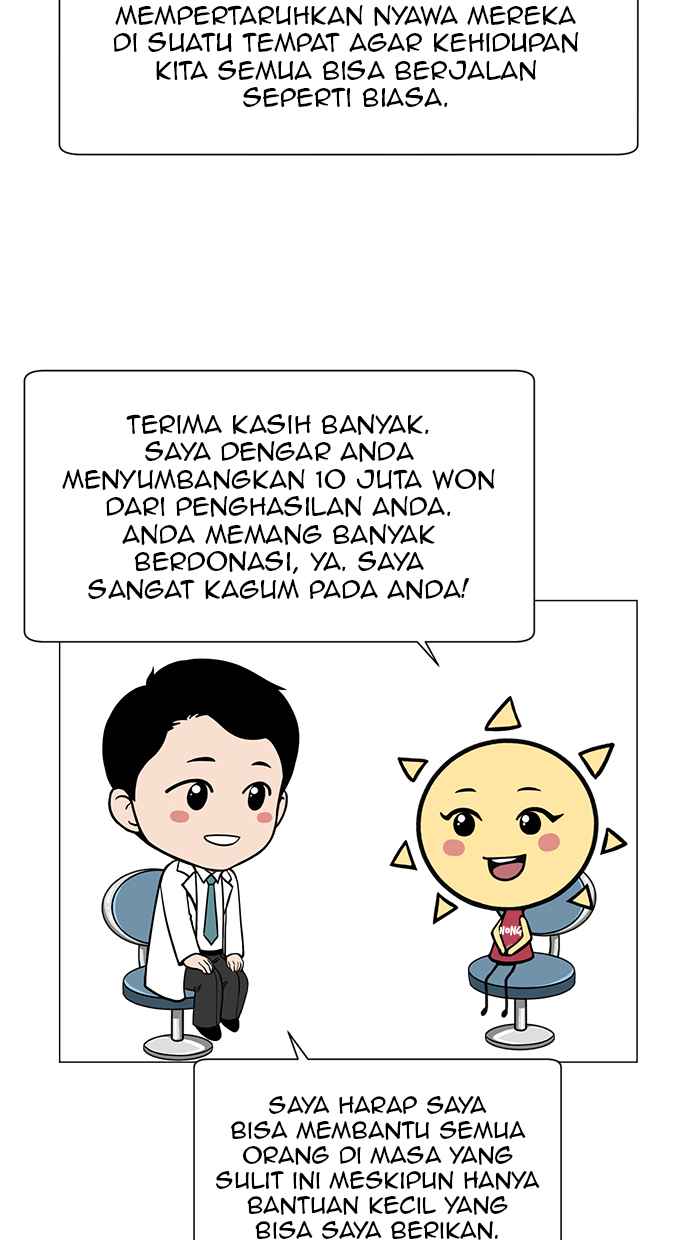 MEMPERTARUHKAN NYAWA MEREKA
DI SUATU TEMPAT AGAR KEHIDUPAN
KITA SEMUA BISA BERJALAN
SEPERTI BIASA.
TERIMA KASIH BANYAK.
SAYA DENGAR ANDA
MENYUMBANGKAN 10 JUTA WON
DARI PENGHASILAN ANDA.
ANDA MEMANG BANYAK
BERDONASI, YA. SAYA
SANGAT KAGUM PADA ANDA!
HONG
SAYA HARAP SAYA
BISA MEMBANTU SEMUA
ORANG DI MASA YANG
SULIT INI MESKIPUN HANYA
BANTUAN KECIL YANG
BISA SAYA BERIKAN.